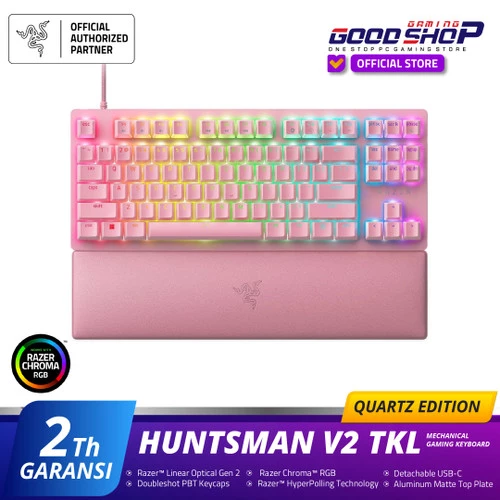 OFFICIAL
AUTHORIZED
PARTNER
GAMING
GOODSHOP
ONE STOP PC GAMING STORE
OFFICIAL STORE
RAZER
CHROMA
RGB
QUARTZ EDITION
2Th
GARANSI
HUNTSMAN V2 TKL
MECHANICAL
GAMING KEYBOARD
• Razer™ Linear Optical Gen 2
• Razer Chroma™ RGB
• Detachable USB-C
• Doubleshot PBT Keycaps
• Razer™ HyperPolling Technology
• Aluminum Matte Top Plate